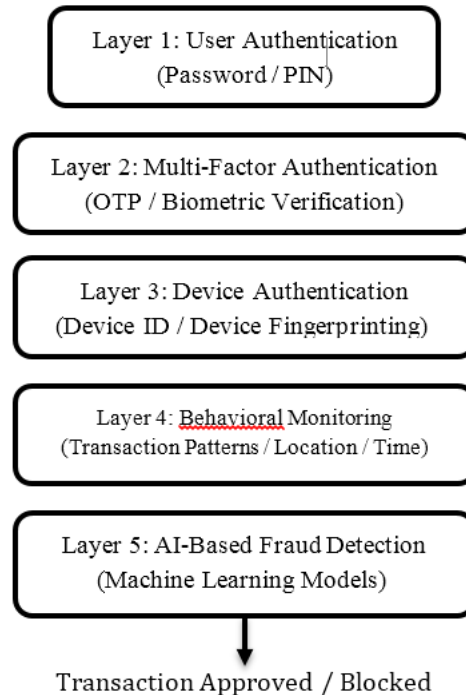 Layer 1: User Authentication
(Password / PIN)
Layer 2: Multi-Factor Authentication
(OTP / Biometric Verification)
Layer 3: Device Authentication
(Device ID / Device Fingerprinting)
Layer 4: Behavioral Monitoring
(Transaction Patterns / Location / Time)
Layer 5: AI-Based Fraud Detection
(Machine Learning Models)
Transaction Approved / Blocked